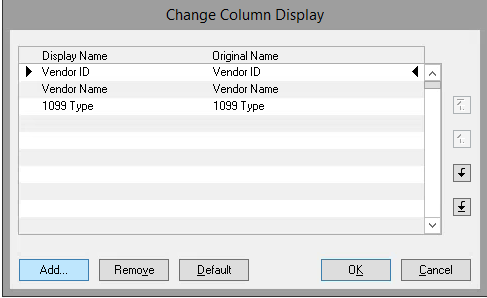 Change Column Display
Display Name Original Name
Vendor ID Vendor ID
Vendor Name Vendor Name
1099 Type 1099 Type
Add... Remove Default OK Cancel